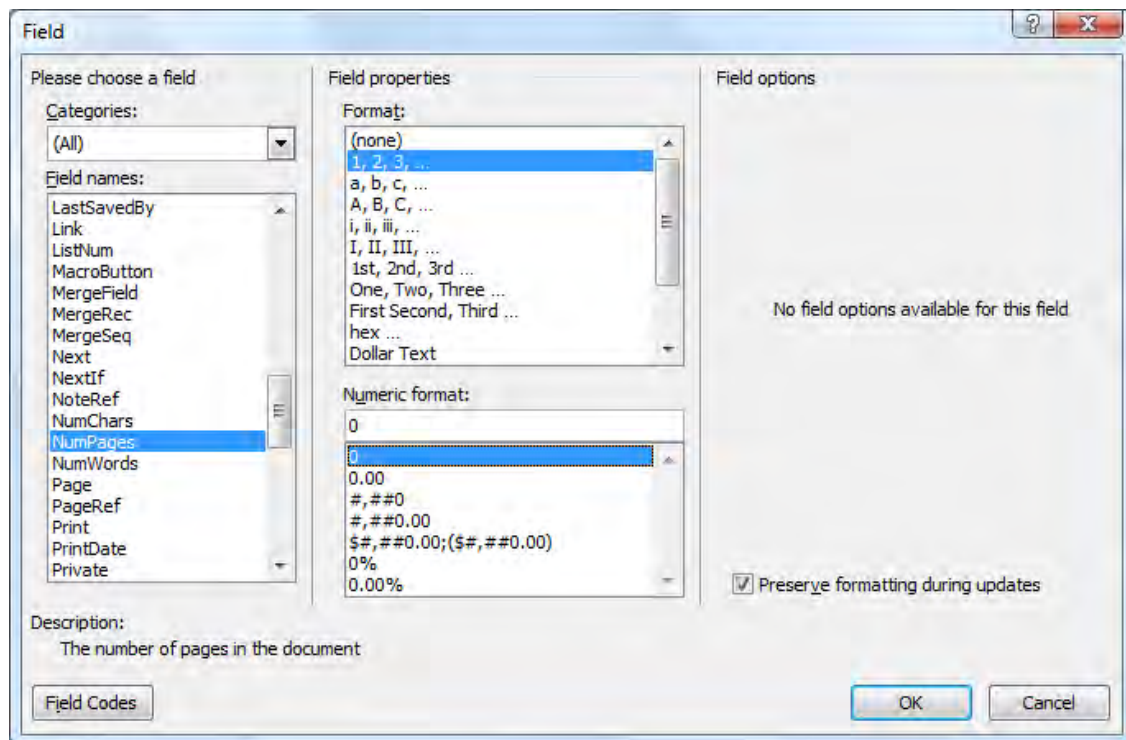 Field
Please choose a field
Categories:
(All)
Field names:
LastSavedBy
Link
ListNum
MacroButton
MergeField
MergeRec
MergeSeq
Next
NextIf
NoteRef
NumChars
NumPages
NumWords
Page
PageRef
Print
PrintDate
Private
Field properties
Format:
(none)
1, 2, 3, ...
a, b, c, ...
A, B, C, ...
i, ii, iii, ...
I, II, III, ...
1st, 2nd, 3rd ...
One, Two, Three ...
First Second, Third ...
hex ...
Dollar Text
Numeric format:
0
0
0.00
#,##0
#,##0.00
$#,##0.00;($#,##0.00)
0%
0.00%
Field options
No field options available for this field
Preserve formatting during updates
Description:
The number of pages in the document
Field Codes
OK
Cancel